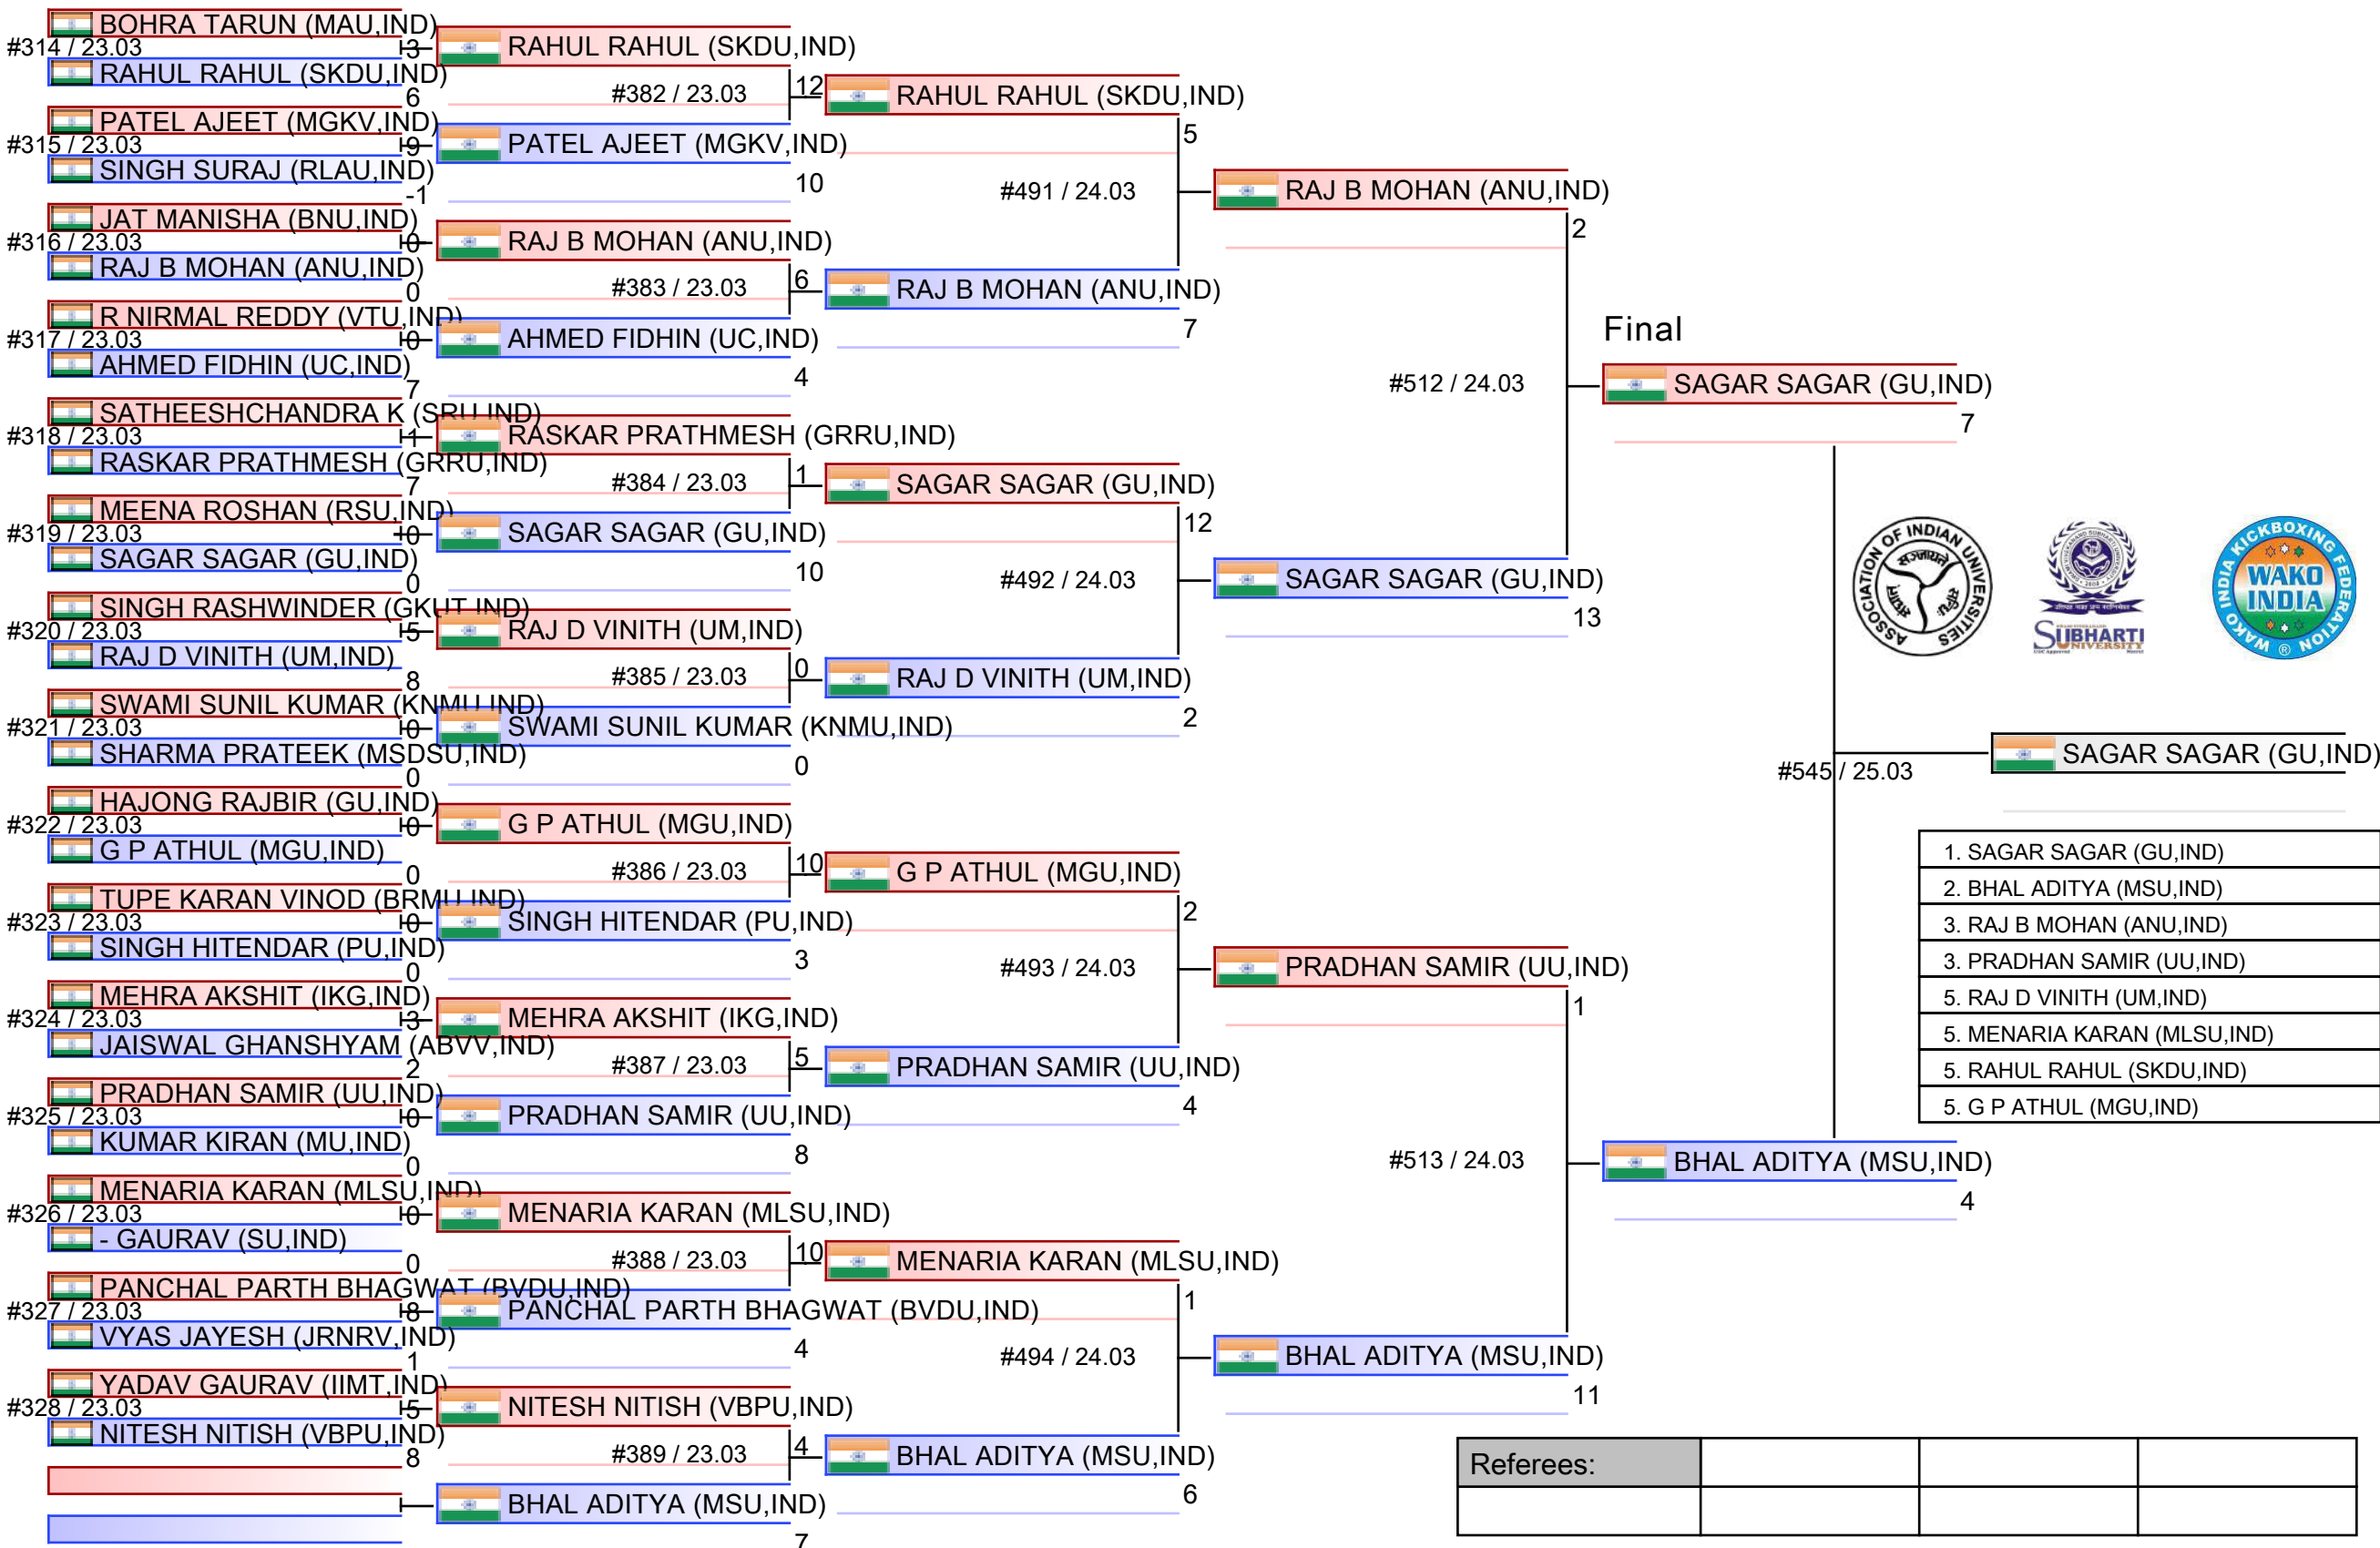 BOHRA TARUN (MAU,IND)
#314 / 23.03
3
RAHUL RAHUL (SKDU,IND)
6
PATEL AJEET (MGKV,IND)
#315 / 23.03
9
SINGH SURAJ (RLAU,IND)
-1
JAT MANISHA (BNU,IND)
#316 / 23.03
0
RAJ B MOHAN (ANU,IND)
0
R NIRMAL REDDY (VTU,IND)
#317 / 23.03
0
AHMED FIDHIN (UC,IND)
7
SATHEESHCHANDRA K (SRU,IND)
#318 / 23.03
1
RASKAR PRATHMESH (GRRU,IND)
7
MEENA ROSHAN (RSU,IND)
#319 / 23.03
0
SAGAR SAGAR (GU,IND)
0
SINGH RASHWINDER (GKUT,IND)
#320 / 23.03
5
RAJ D VINITH (UM,IND)
8
SWAMI SUNIL KUMAR (KNMU,IND)
#321 / 23.03
0
SHARMA PRATEEK (MSDSU,IND)
0
HAJONG RAJBIR (GU,IND)
#322 / 23.03
0
G P ATHUL (MGU,IND)
0
TUPE KARAN VINOD (BRMU,IND)
#323 / 23.03
0
SINGH HITENDAR (PU,IND)
0
MEHRA AKSHIT (IKG,IND)
#324 / 23.03
3
JAISWAL GHANSHYAM (ABVV,IND)
2
PRADHAN SAMIR (UU,IND)
#325 / 23.03
0
KUMAR KIRAN (MU,IND)
0
MENARIA KARAN (MLSU,IND)
#326 / 23.03
0
- GAURAV (SU,IND)
0
PANCHAL PARTH BHAGWAT (BVDU,IND)
#327 / 23.03
8
VYAS JAYESH (JRNRV,IND)
1
YADAV GAURAV (IIMT,IND)
#328 / 23.03
5
NITESH NITISH (VBPU,IND)
8
RAHUL RAHUL (SKDU,IND)
#382 / 23.03
12
PATEL AJEET (MGKV,IND)
10
RAJ B MOHAN (ANU,IND)
#383 / 23.03
6
AHMED FIDHIN (UC,IND)
4
RASKAR PRATHMESH (GRRU,IND)
#384 / 23.03
1
SAGAR SAGAR (GU,IND)
10
RAJ D VINITH (UM,IND)
#385 / 23.03
0
SWAMI SUNIL KUMAR (KNMU,IND)
0
G P ATHUL (MGU,IND)
#386 / 23.03
10
SINGH HITENDAR (PU,IND)
3
MEHRA AKSHIT (IKG,IND)
#387 / 23.03
5
PRADHAN SAMIR (UU,IND)
8
MENARIA KARAN (MLSU,IND)
#388 / 23.03
10
PANCHAL PARTH BHAGWAT (BVDU,IND)
4
NITESH NITISH (VBPU,IND)
#389 / 23.03
4
BHAL ADITYA (MSU,IND)
7
RAHUL RAHUL (SKDU,IND)
5
#491 / 24.03
RAJ B MOHAN (ANU,IND)
7
SAGAR SAGAR (GU,IND)
12
#492 / 24.03
RAJ D VINITH (UM,IND)
2
G P ATHUL (MGU,IND)
2
#493 / 24.03
PRADHAN SAMIR (UU,IND)
4
MENARIA KARAN (MLSU,IND)
1
#494 / 24.03
BHAL ADITYA (MSU,IND)
6
RAJ B MOHAN (ANU,IND)
2
#512 / 24.03
SAGAR SAGAR (GU,IND)
13
PRADHAN SAMIR (UU,IND)
1
#513 / 24.03
BHAL ADITYA (MSU,IND)
11
Final
SAGAR SAGAR (GU,IND)
7
#545 / 25.03
BHAL ADITYA (MSU,IND)
4
ASSOCIATION OF INDIAN UNIVERSITIES
SUBHARTI
UNIVERSITY
WAKO INDIA KICKBOXING FEDERATION
WAKO
INDIA
®
SAGAR SAGAR (GU,IND)
1. SAGAR SAGAR (GU,IND)
2. BHAL ADITYA (MSU,IND)
3. RAJ B MOHAN (ANU,IND)
3. PRADHAN SAMIR (UU,IND)
5. RAJ D VINITH (UM,IND)
5. MENARIA KARAN (MLSU,IND)
5. RAHUL RAHUL (SKDU,IND)
5. G P ATHUL (MGU,IND)
Referees: